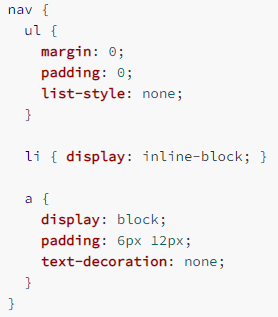 nav {
  ul {
    margin: 0;
    padding: 0;
    list-style: none;
  }

  li { display: inline-block; }

  a {
    display: block;
    padding: 6px 12px;
    text-decoration: none;
  }
}